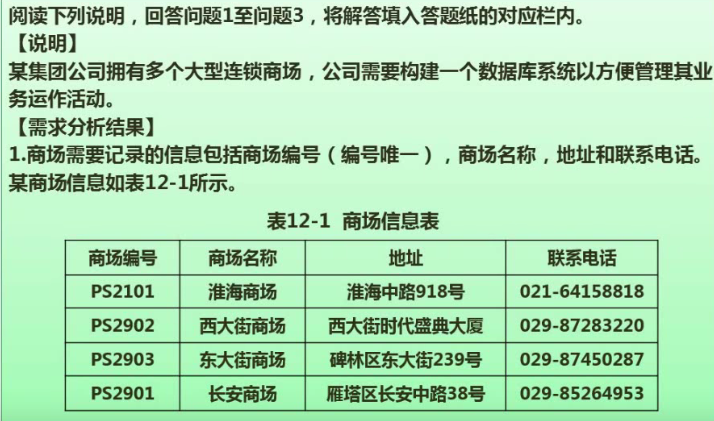 阅读下列说明，回答问题1至问题3，将解答填入答题纸的对应栏内。
【说明】
某集团公司拥有多个大型连锁商场，公司需要构建一个数据库系统以方便管理其业
务运作活动。
【需求分析结果】
1.商场需要记录的信息包括商场编号（编号唯一），商场名称，地址和联系电话。
某商场信息如表12-1所示。
表12-1 商场信息表
商场编号 商场名称 地址 联系电话
PS2101 淮海商场 淮海中路918号 021-64158818
PS2902 西大街商场 西大街时代盛典大厦 029-87283220
PS2903 东大街商场 碑林区东大街239号 029-87450287
PS2901 长安商场 雁塔区长安中路38号 029-85264953